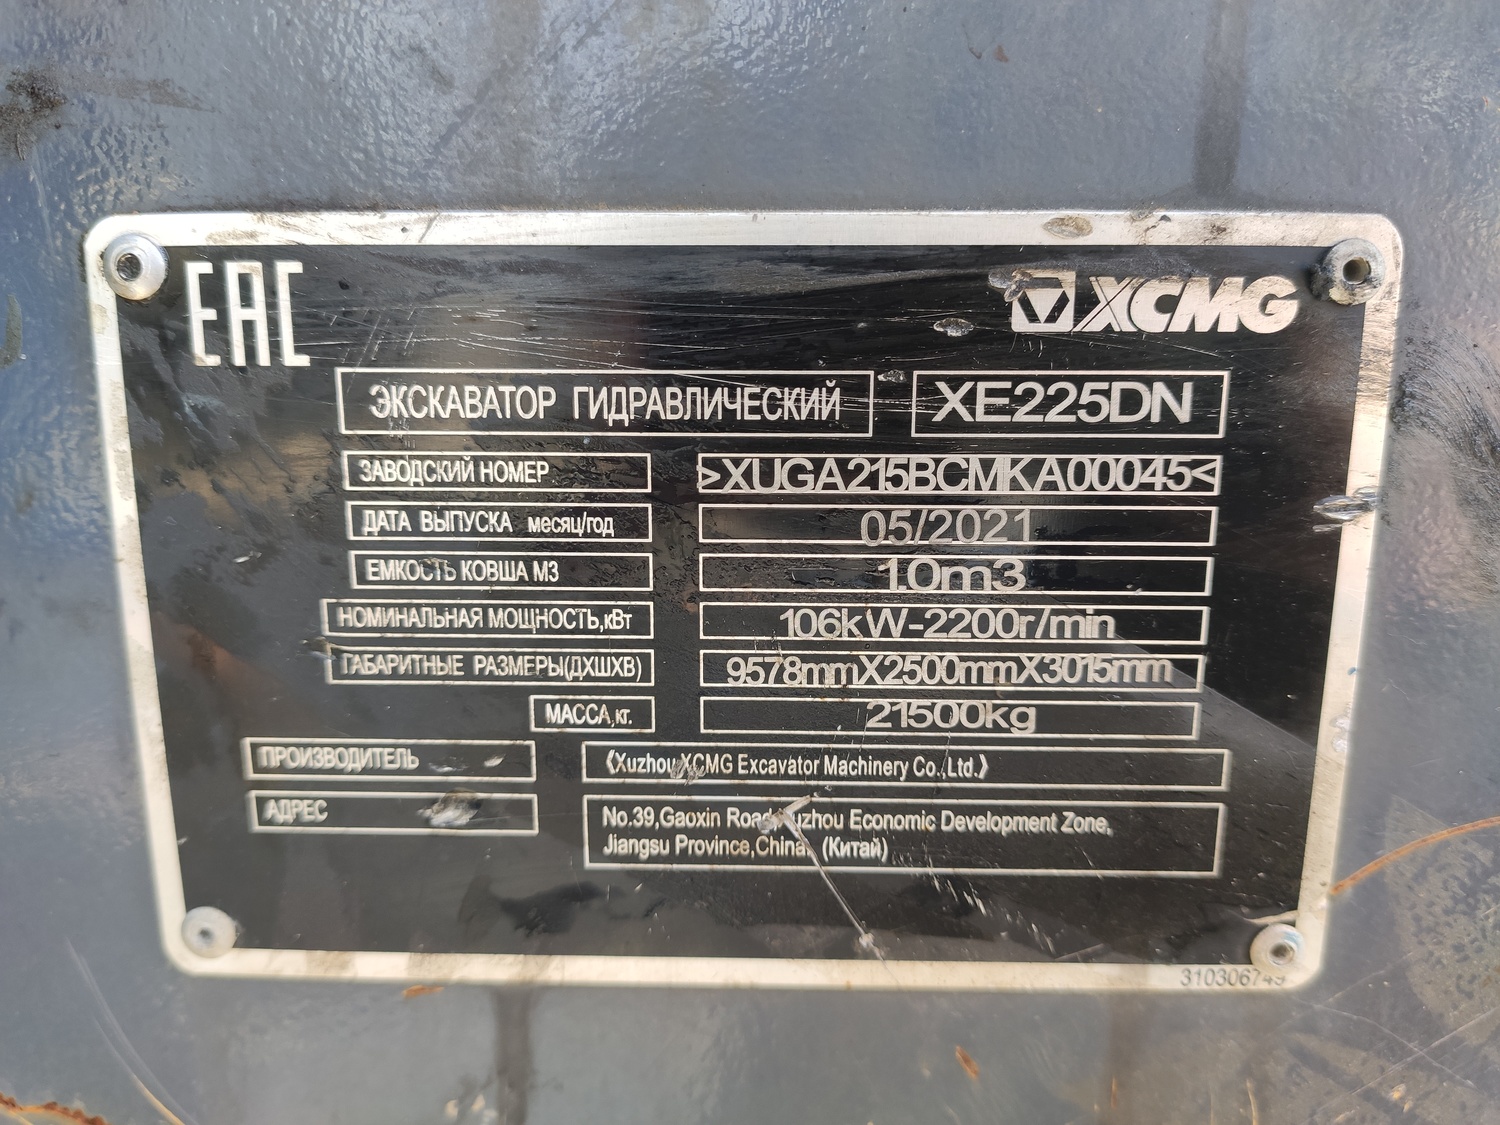 EAC
XCMG
ЭКСКАВАТОР ГИДРАВЛИЧЕСКИЙ XE225DN
ЗАВОДСКИЙ НОМЕР >XUGA215BCMKA00045<
ДАТА ВЫПУСКА месяц/год 05/2021
ЕМКОСТЬ КОВША М3 1.0m3
НОМИНАЛЬНАЯ МОЩНОСТЬ,кВт 106kW-2200r/min
ГАБАРИТНЫЕ РАЗМЕРЫ(ДХШХВ) 9578mmX2500mmX3015mm
МАССА,кг. 21500kg
ПРОИЗВОДИТЕЛЬ 《Xuzhou XCMG Excavator Machinery Co.,Ltd.》
АДРЕС No.39,Gaoxin Road, Xuzhou Economic Development Zone,
Jiangsu Province,China, (Китай)
310306749